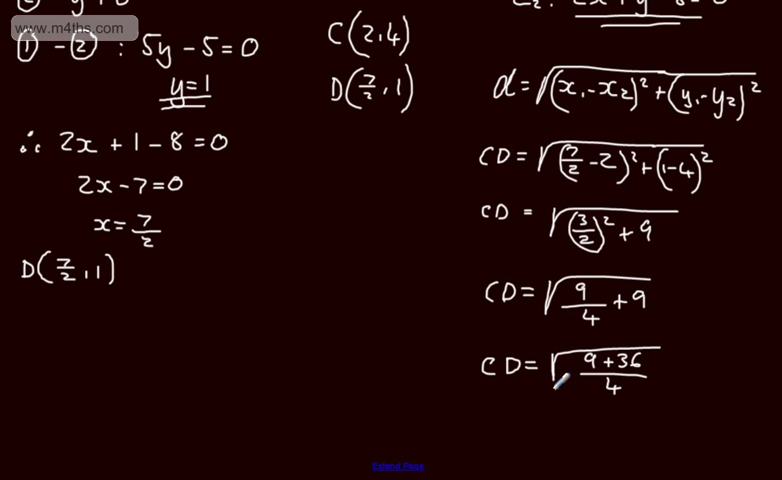 www.m4ths.com
① - ② : 5y - 5 = 0
y = 1
∴ 2x + 1 - 8 = 0
2x - 7 = 0
x = 7/2
D(7/2, 1)
C(2, 4)
D(7/2, 1)
d = √((x₁ - x₂)² + (y₁ - y₂)²)
CD = √((7/2 - 2)² + (1 - 4)²)
CD = √((3/2)² + 9)
CD = √(9/4 + 9)
CD = √((9 + 36)/4)
Extend Page